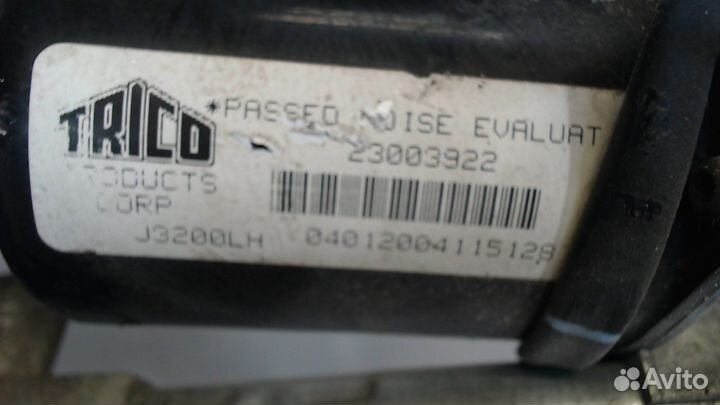 TRICO
PRODUCTS
CORP
*PASSED NOISE EVALUAT
23003922
J3200LH 04012004115128
Avito